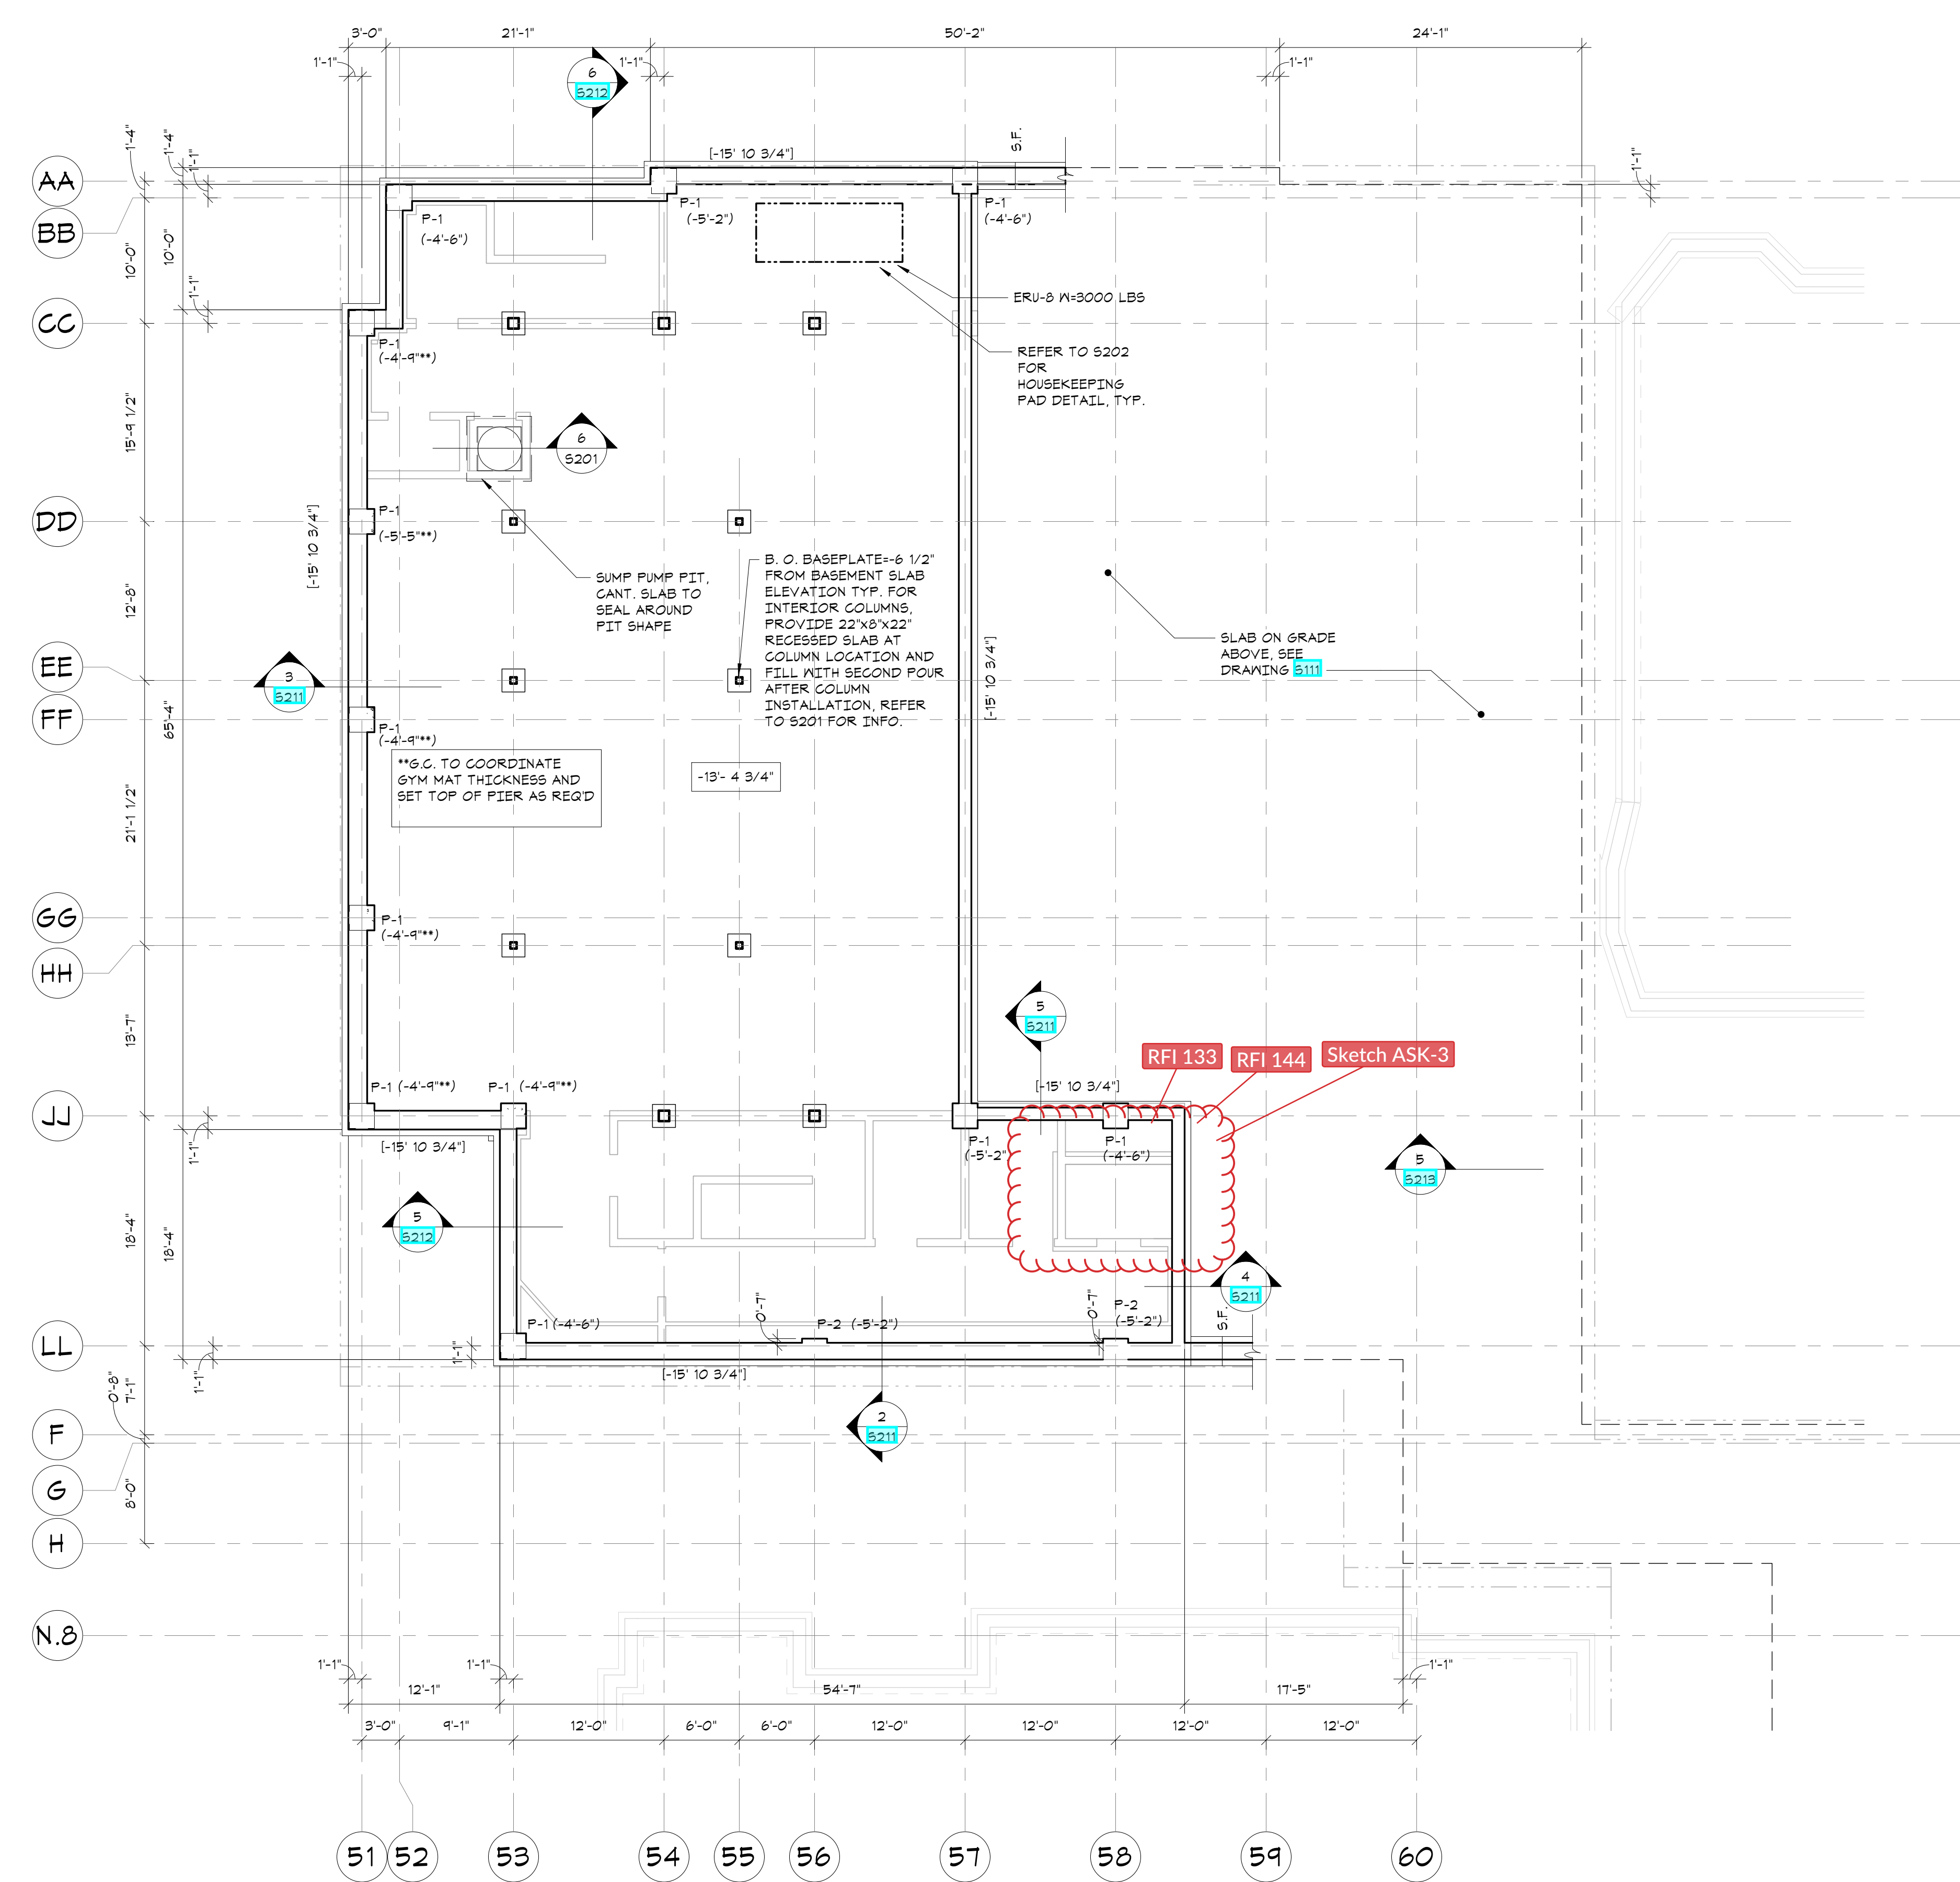 3'-0"
21'-1"
50'-2"
24'-1"
1'-1"
1'-1"
1'-1"
6
S212
1'-4"
1'-4"
1'-1"
S.F.
1'-1"
[-15' 10 3/4"]
AA
BB
P-1
(-4'-6")
P-1
(-5'-2")
P-1
(-4'-6")
10'-0"
10'-0"
1'-1"
ERU-8 W=3000 LBS
CC
P-1
(-4'-9"**)
REFER TO S202
FOR
HOUSEKEEPING
PAD DETAIL, TYP.
15'-9 1/2"
6
S201
DD
P-1
(-5'-5"**)
[-15' 10 3/4"]
SUMP PUMP PIT,
CANT. SLAB TO
SEAL AROUND
PIT SHAPE
B. O. BASEPLATE=-6 1/2"
FROM BASEMENT SLAB
ELEVATION TYP. FOR
INTERIOR COLUMNS,
PROVIDE 22"x8"x22"
RECESSED SLAB AT
COLUMN LOCATION AND
FILL WITH SECOND POUR
AFTER COLUMN
INSTALLATION, REFER
TO S201 FOR INFO.
12'-8"
SLAB ON GRADE
ABOVE, SEE
DRAWING S111
EE
3
S211
[-15' 10 3/4"]
FF
65'-4"
P-1
(-4'-9"**)
**G.C. TO COORDINATE
GYM MAT THICKNESS AND
SET TOP OF PIER AS REQ'D
-13'- 4 3/4"
21'-1 1/2"
GG
P-1
(-4'-9"**)
HH
13'-7"
5
S211
RFI 133
RFI 144
Sketch ASK-3
P-1 (-4'-9"**)
P-1 (-4'-9"**)
[-15' 10 3/4"]
JJ
1'-1"
[-15' 10 3/4"]
P-1
(-5'-2"
P-1
(-4'-6")
5
S213
5
S212
18'-4"
18'-4"
4
S211
S.F.
P-1 (-4'-6")
0'-7"
P-2 (-5'-2")
0'-7"
P-2
(-5'-2")
LL
1'-1"
1'-1"
[-15' 10 3/4"]
0'-8"
7'-1"
2
S211
F
G
8'-0"
H
N.8
1'-1"
1'-1"
1'-1"
12'-1"
54'-7"
17'-5"
3'-0"
9'-1"
12'-0"
6'-0"
6'-0"
12'-0"
12'-0"
12'-0"
12'-0"
51
52
53
54
55
56
57
58
59
60